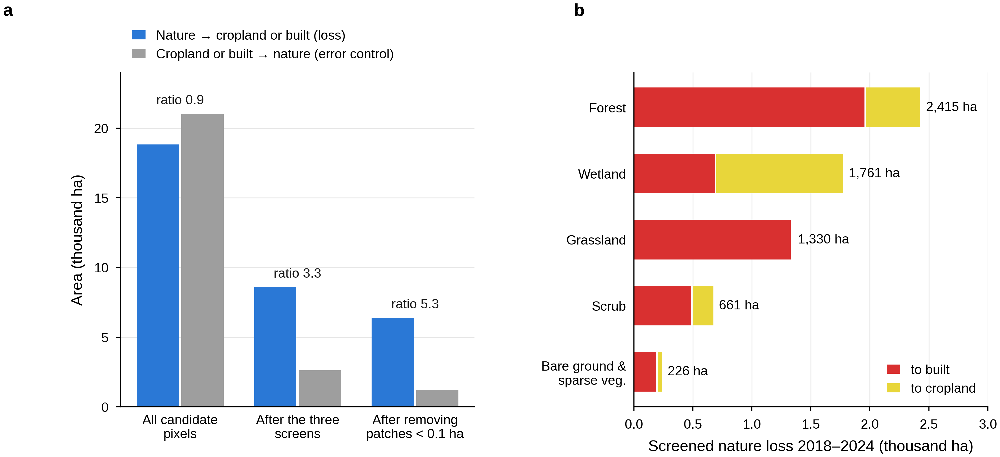 a
Nature → cropland or built (loss)
Cropland or built → nature (error control)
Area (thousand ha)
20
15
10
5
0
ratio 0.9
ratio 3.3
ratio 5.3
All candidate
pixels
After the three
screens
After removing
patches < 0.1 ha
b
Forest
2,415 ha
Wetland
1,761 ha
Grassland
1,330 ha
Scrub
661 ha
Bare ground &
sparse veg.
226 ha
to built
to cropland
0.0 0.5 1.0 1.5 2.0 2.5 3.0
Screened nature loss 2018–2024 (thousand ha)